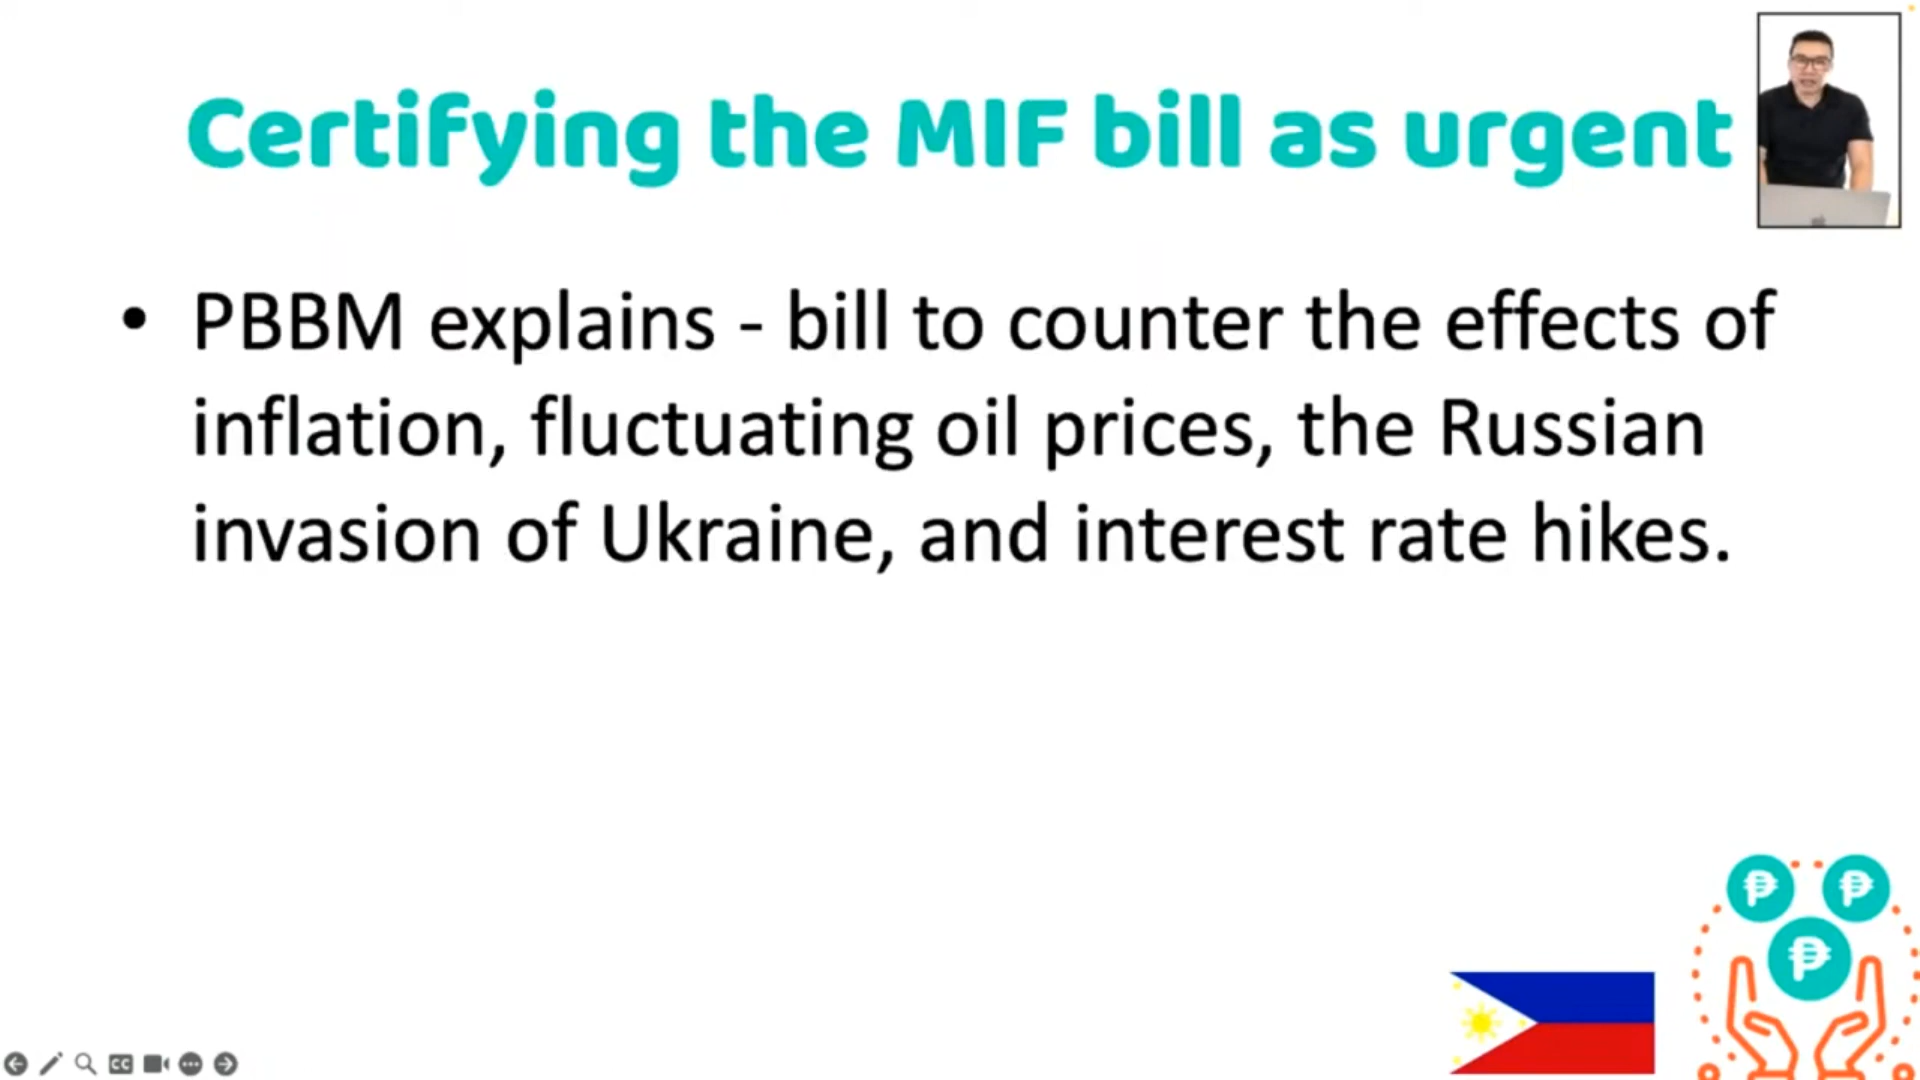 Certifying the MIF bill as urgent
• PBBM explains - bill to counter the effects of
inflation, fluctuating oil prices, the Russian
invasion of Ukraine, and interest rate hikes.
₱ ₱
₱
CC